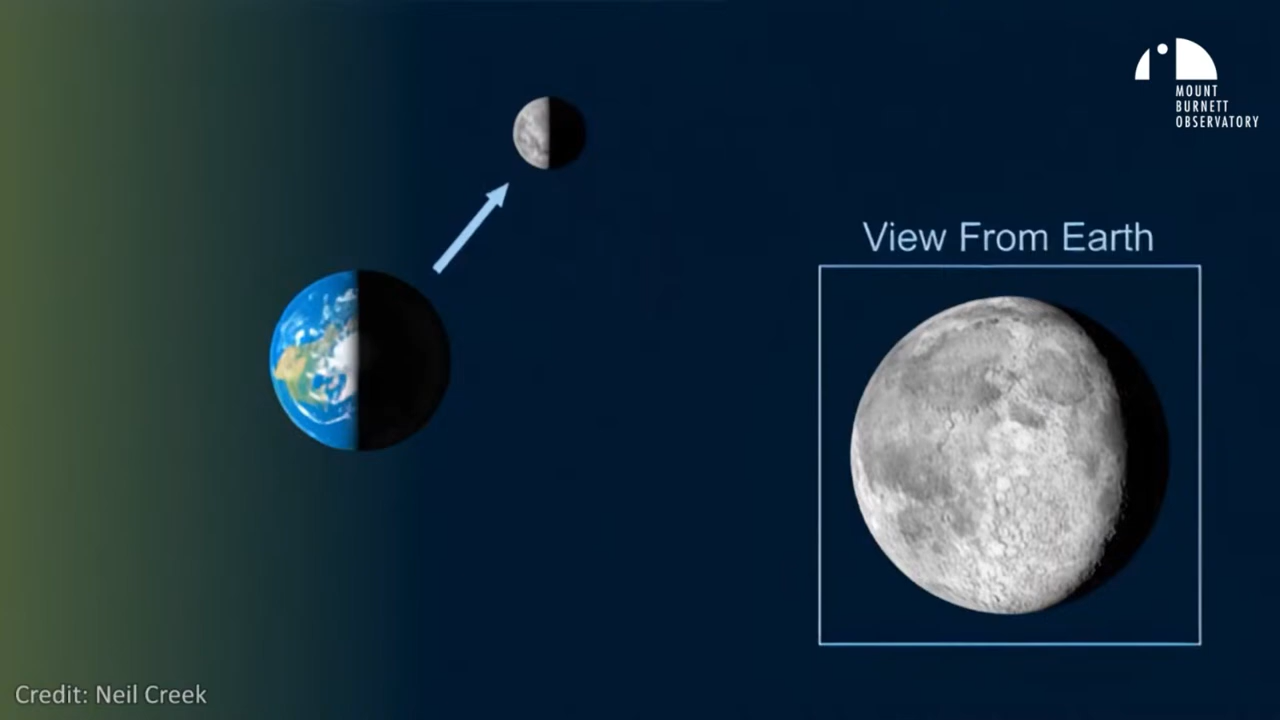 MOUNT
BURNETT
OBSERVATORY
View From Earth
Credit: Neil Creek